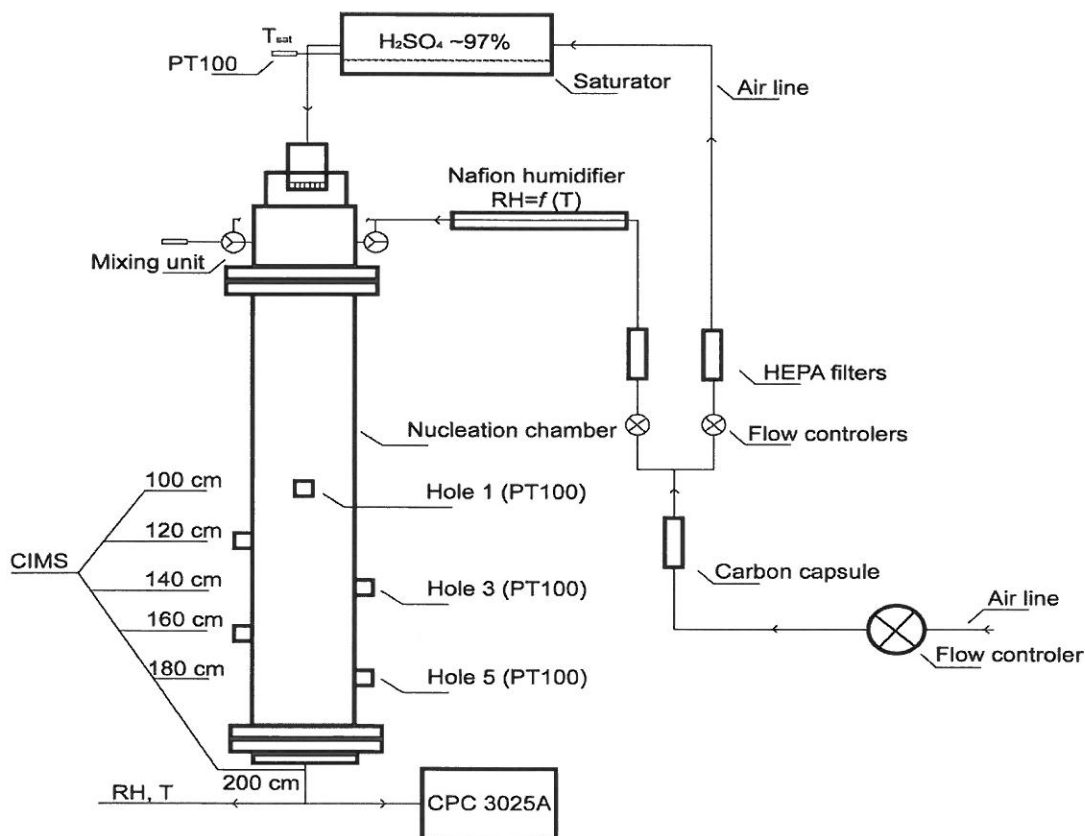 Tsat
PT100
H₂SO₄ ~97%
Saturator
Air line
Nafion humidifier
RH=f (T)
Mixing unit
HEPA filters
Nucleation chamber
Flow controlers
100 cm
Hole 1 (PT100)
120 cm
CIMS
140 cm
Hole 3 (PT100)
Carbon capsule
160 cm
Air line
Flow controler
180 cm
Hole 5 (PT100)
200 cm
RH, T
CPC 3025A